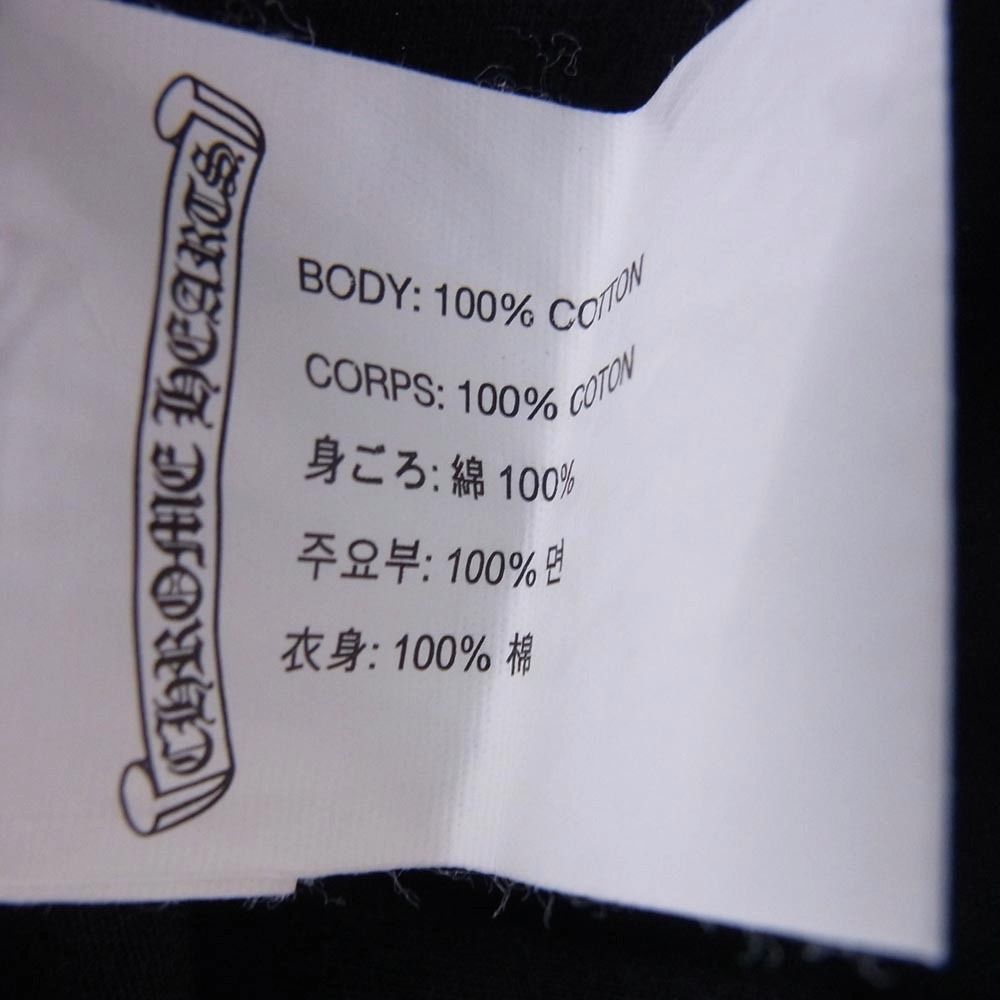 CHROME HEARTS
BODY: 100% COTTON
CORPS: 100% COTON
身ごろ: 綿 100%
주요부: 100% 면
衣身: 100% 棉